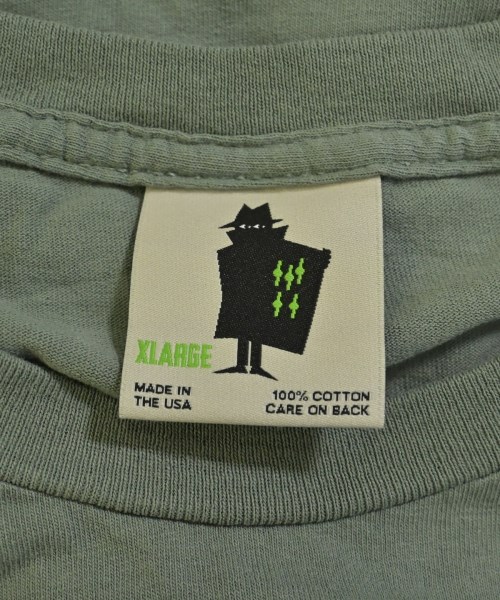 XLARGE
MADE IN
THE USA
100% COTTON
CARE ON BACK